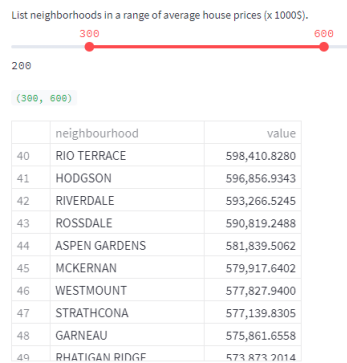 List neighborhoods in a range of average house prices (x 1000$).
300 600
200
(300, 600)
neighbourhood value
40 RIO TERRACE 598,410.8280
41 HODGSON 596,856.9343
42 RIVERDALE 593,266.5245
43 ROSSDALE 590,819.2488
44 ASPEN GARDENS 581,839.5062
45 MCKERNAN 579,917.6402
46 WESTMOUNT 577,827.9400
47 STRATHCONA 577,139.8305
48 GARNEAU 575,861.6558
49 RHATIGAN RIDGE 573,873.2014